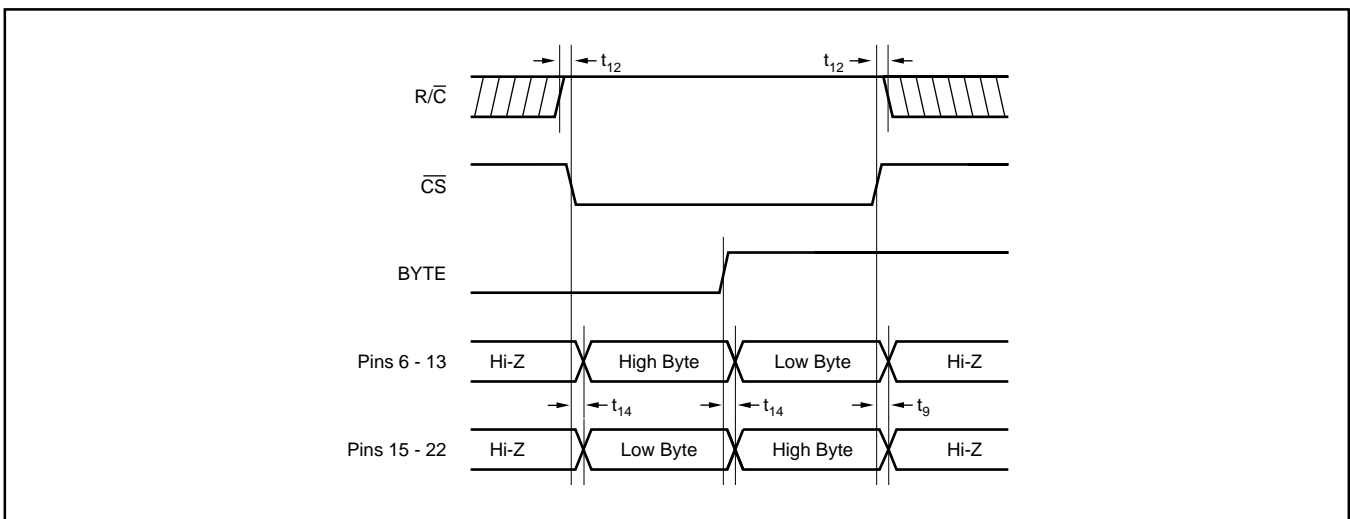 t12 t12
R/C̅
C̅S̅
BYTE
Pins 6 - 13 Hi-Z High Byte Low Byte Hi-Z
t14 t14 t9
Pins 15 - 22 Hi-Z Low Byte High Byte Hi-Z